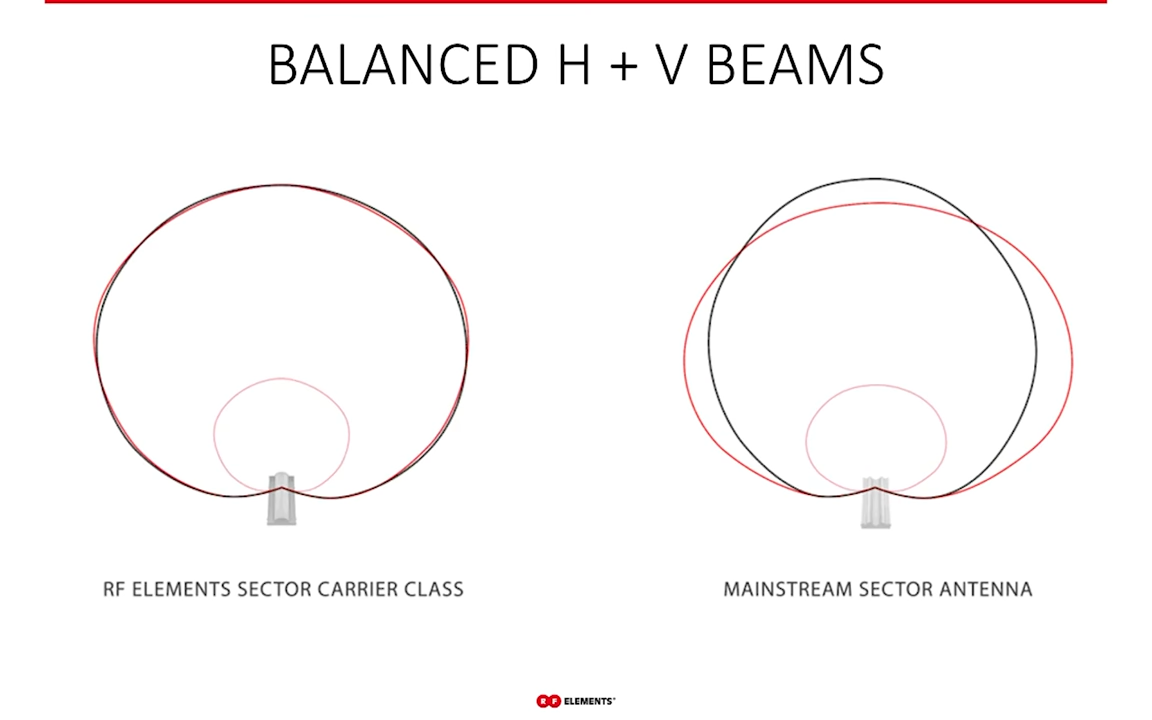 BALANCED H + V BEAMS
RF ELEMENTS SECTOR CARRIER CLASS
MAINSTREAM SECTOR ANTENNA
RF ELEMENTS